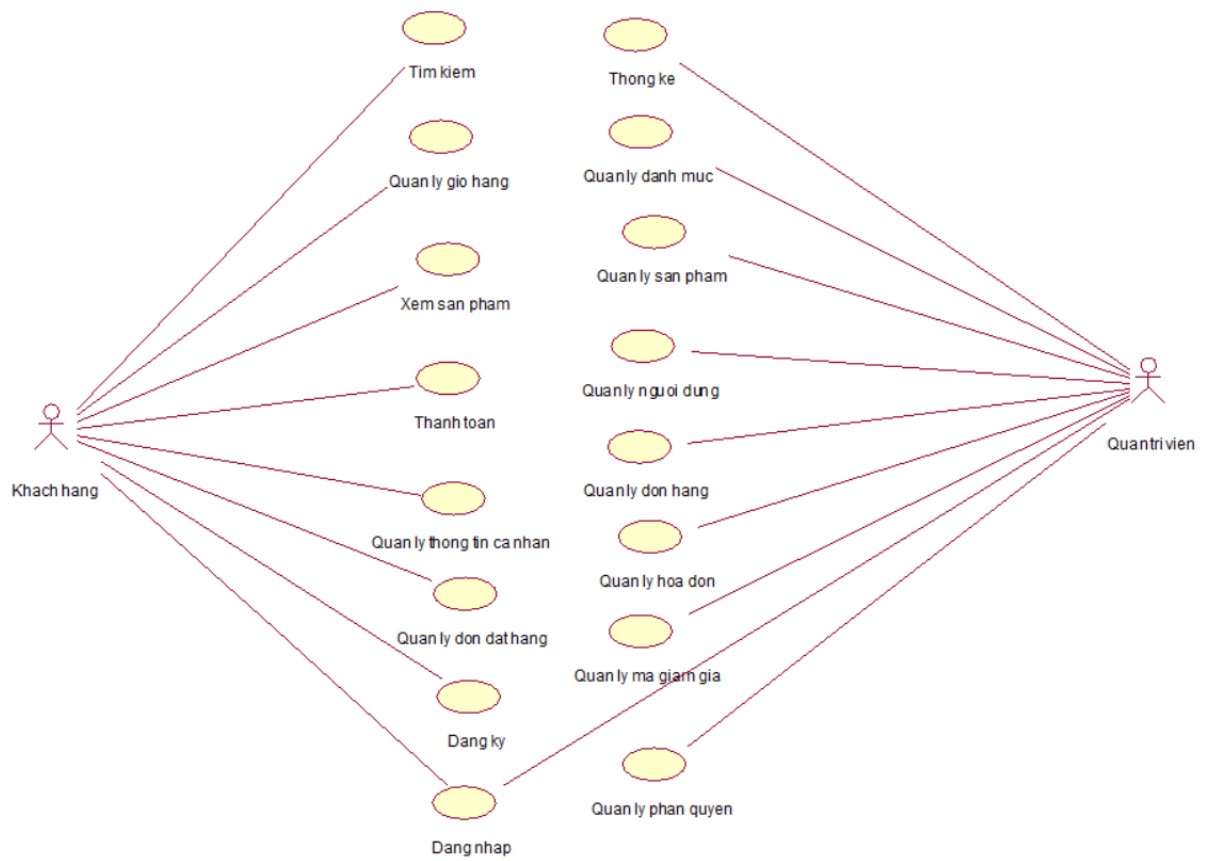 Tim kiem
Thong ke
Quan ly gio hang
Quan ly danh muc
Xem san pham
Quan ly san pham
Thanh toan
Quan ly nguoi dung
Khach hang
Quan tri vien
Quan ly thong tin ca nhan
Quan ly don hang
Quan ly don dat hang
Quan ly hoa don
Dang ky
Quan ly ma giam gia
Dang nhap
Quan ly phan quyen